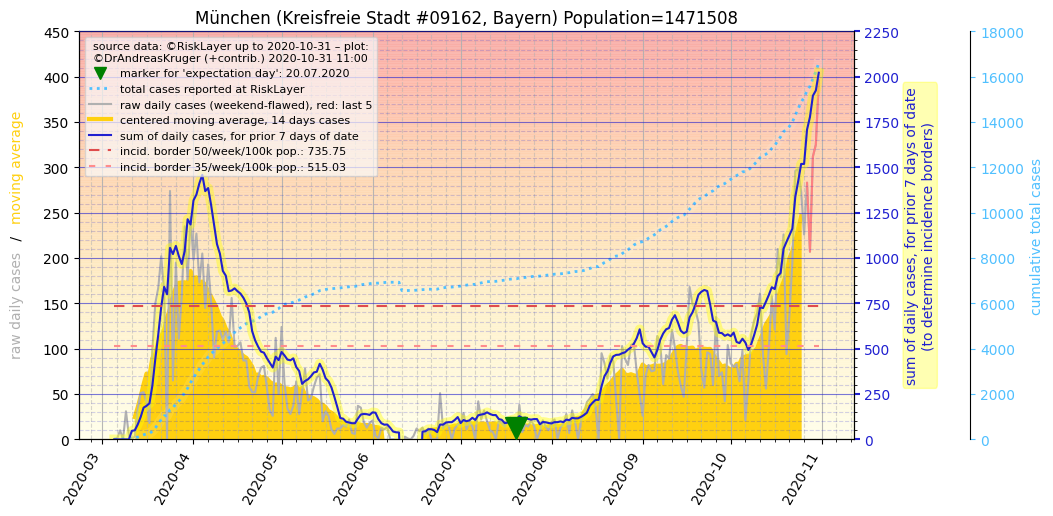 München (Kreisfreie Stadt #09162, Bayern) Population=1471508
source data: ©RiskLayer up to 2020-10-31 – plot:
©DrAndreasKruger (+contrib.) 2020-10-31 11:00
marker for 'expectation day': 20.07.2020
total cases reported at RiskLayer
raw daily cases (weekend-flawed), red: last 5
centered moving average, 14 days cases
sum of daily cases, for prior 7 days of date
incid. border 50/week/100k pop.: 735.75
incid. border 35/week/100k pop.: 515.03
raw daily cases / moving average
450
400
350
300
250
200
150
100
50
0
2020-03
2020-04
2020-05
2020-06
2020-07
2020-08
2020-09
2020-10
2020-11
2250
2000
1750
1500
1250
1000
750
500
250
0
sum of daily cases, for prior 7 days of date
(to determine incidence borders)
18000
16000
14000
12000
10000
8000
6000
4000
2000
0
cumulative total cases